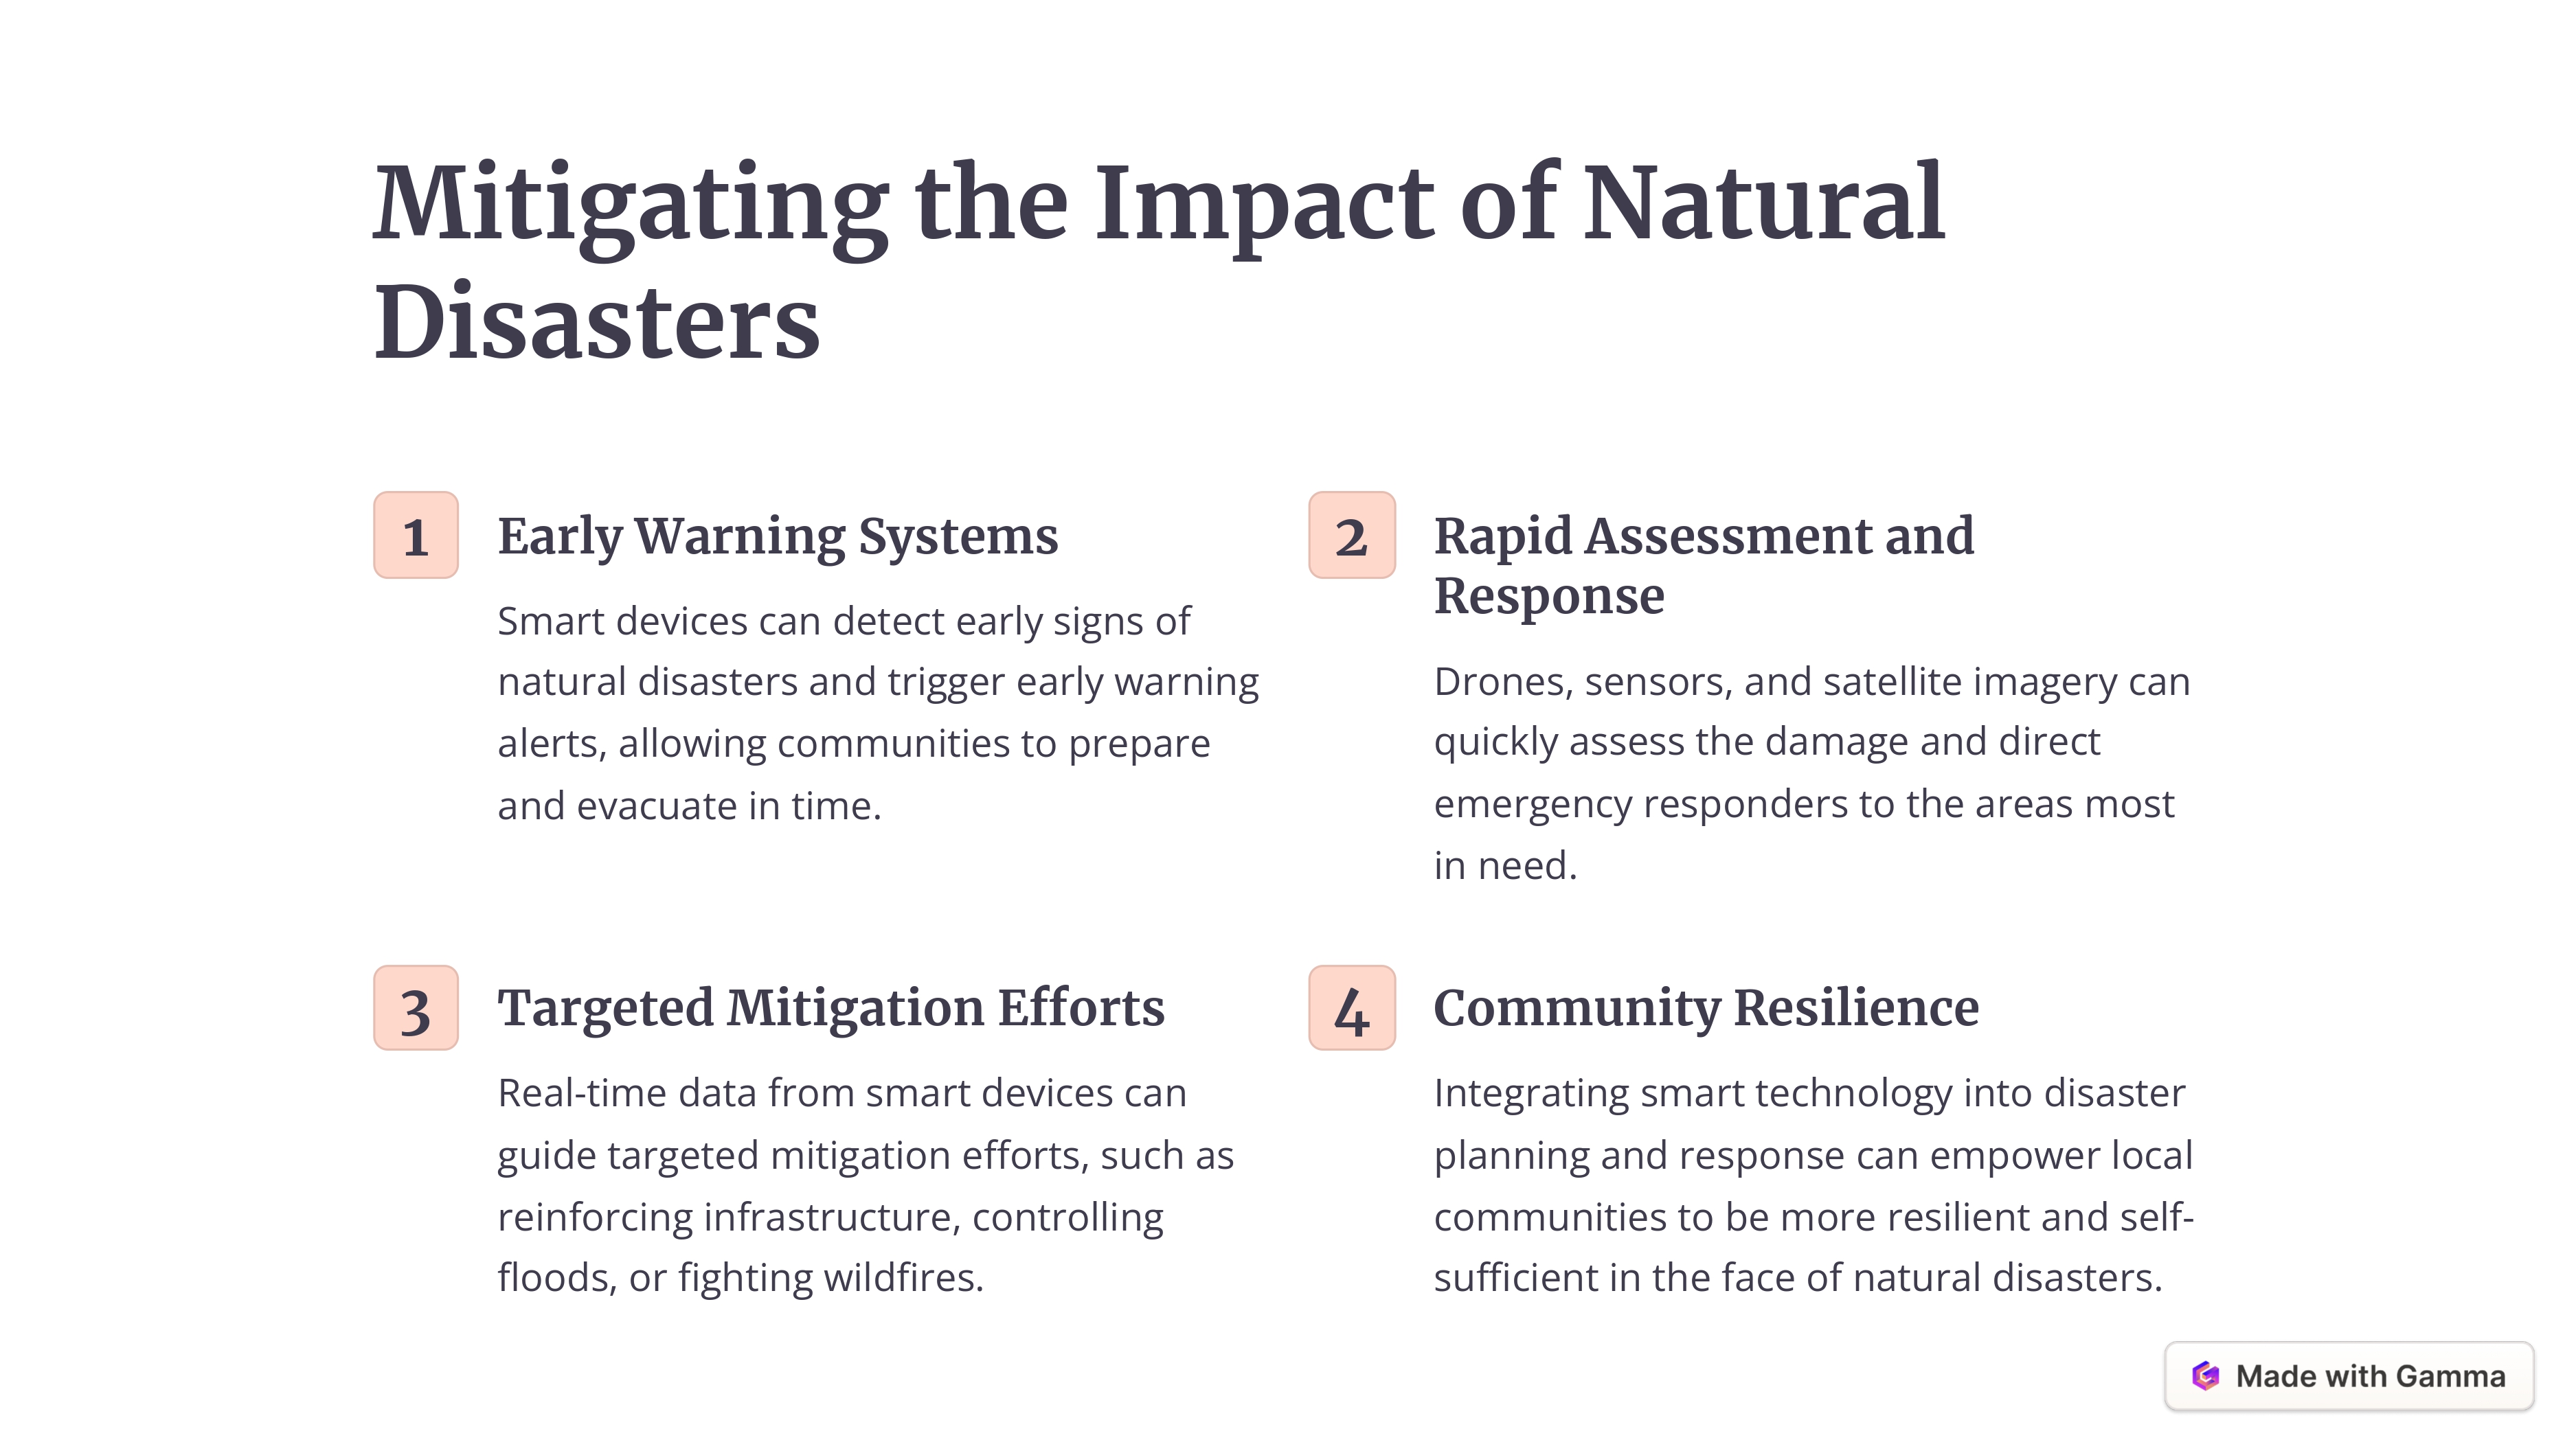 Mitigating the Impact of Natural
Disasters
1
Early Warning Systems
Smart devices can detect early signs of
natural disasters and trigger early warning
alerts, allowing communities to prepare
and evacuate in time.
2
Rapid Assessment and
Response
Drones, sensors, and satellite imagery can
quickly assess the damage and direct
emergency responders to the areas most
in need.
3
Targeted Mitigation Efforts
Real-time data from smart devices can
guide targeted mitigation efforts, such as
reinforcing infrastructure, controlling
floods, or fighting wildfires.
4
Community Resilience
Integrating smart technology into disaster
planning and response can empower local
communities to be more resilient and self-
sufficient in the face of natural disasters.
Made with Gamma